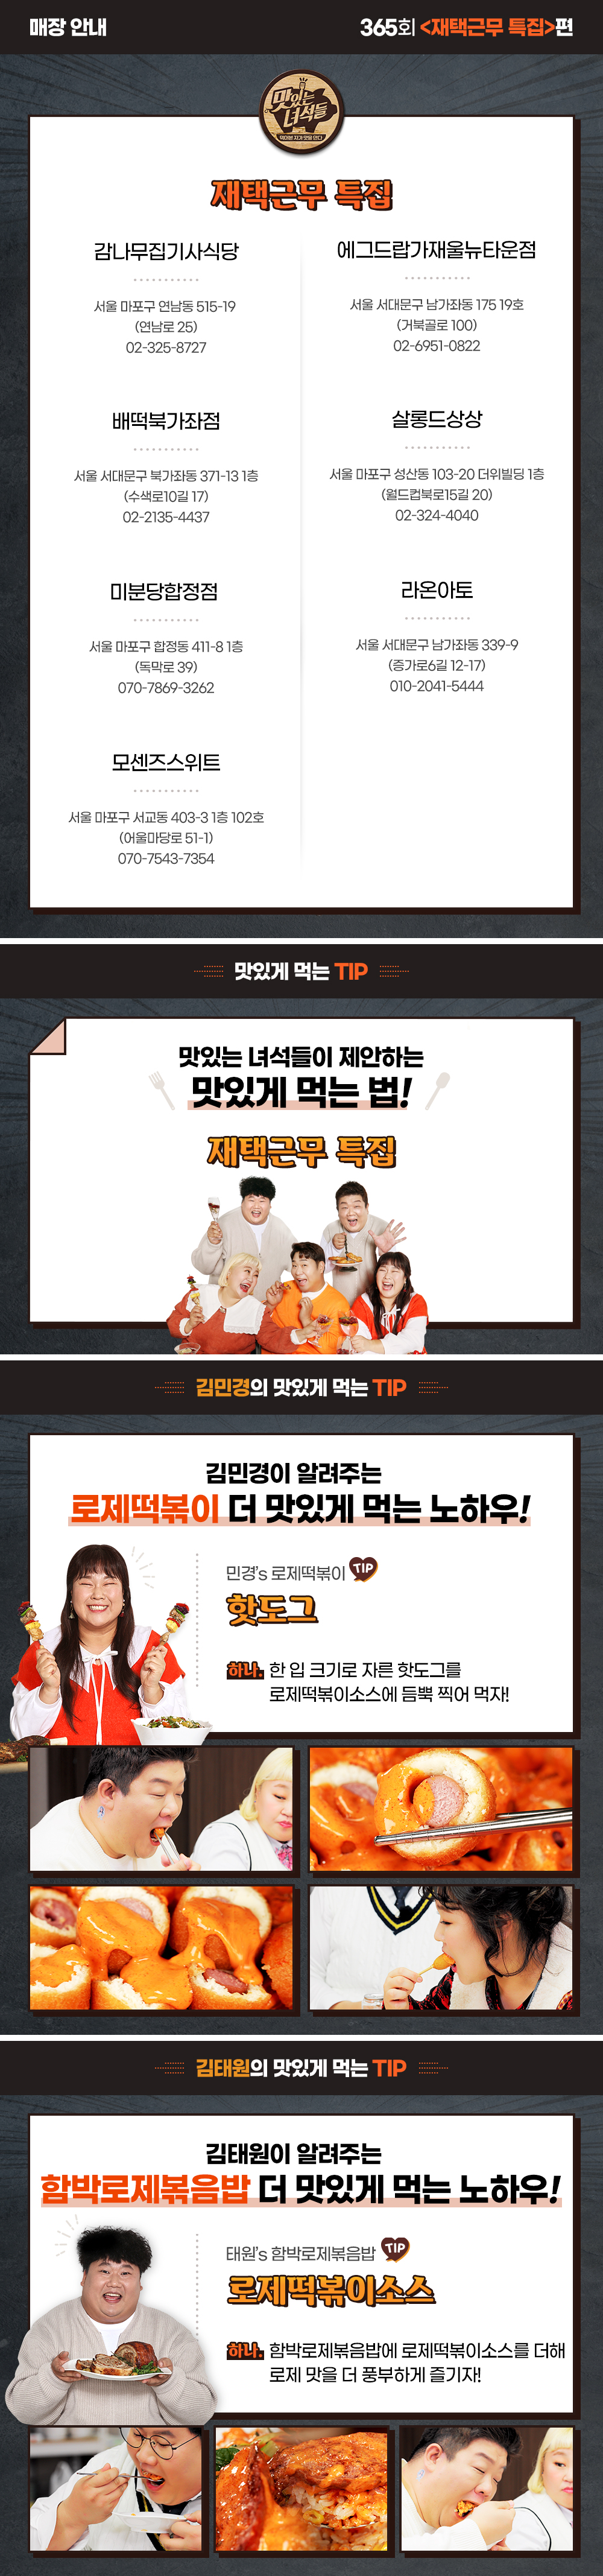 매장 안내
365회 <재택근무 특집>편
맛있는 녀석들
먹어본 자가 맛을 안다
재택근무 특집
감나무집기사식당
서울 마포구 연남동 515-19
(연남로 25)
02-325-8727
에그드랍가재울뉴타운점
서울 서대문구 남가좌동 175 19호
(거북골로 100)
02-6951-0822
배떡북가좌점
서울 서대문구 북가좌동 371-13 1층
(수색로10길 17)
02-2135-4437
살롱드상상
서울 마포구 성산동 103-20 더위빌딩 1층
(월드컵북로15길 20)
02-324-4040
미분당합정점
서울 마포구 합정동 411-8 1층
(독막로 39)
070-7869-3262
라온아토
서울 서대문구 남가좌동 339-9
(증가로6길 12-17)
010-2041-5444
모센즈스위트
서울 마포구 서교동 403-3 1층 102호
(어울마당로 51-1)
070-7543-7354
맛있게 먹는 TIP
맛있는 녀석들이 제안하는
맛있게 먹는 법!
재택근무 특집
김민경의 맛있게 먹는 TIP
김민경이 알려주는
로제떡볶이 더 맛있게 먹는 노하우!
민경's 로제떡볶이 TIP
핫도그
하나. 한 입 크기로 자른 핫도그를
로제떡볶이소스에 듬뿍 찍어 먹자!
김태원의 맛있게 먹는 TIP
김태원이 알려주는
함박로제볶음밥 더 맛있게 먹는 노하우!
태원's 함박로제볶음밥 TIP
로제떡볶이소스
하나. 함박로제볶음밥에 로제떡볶이소스를 더해
로제 맛을 더 풍부하게 즐기자!